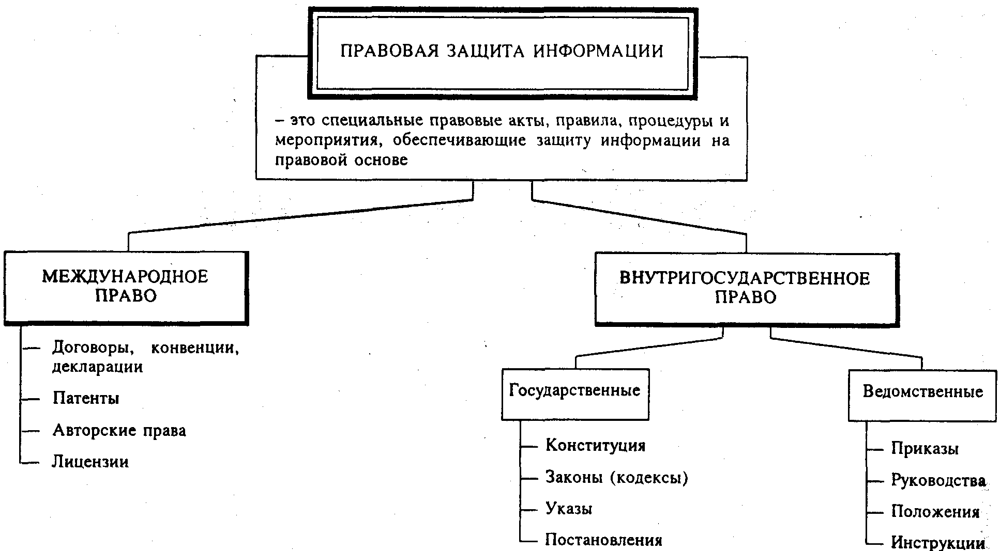 ПРАВОВАЯ ЗАЩИТА ИНФОРМАЦИИ
– это специальные правовые акты, правила, процедуры и
мероприятия, обеспечивающие защиту информации на
правовой основе
МЕЖДУНАРОДНОЕ
ПРАВО
Договоры, конвенции,
декларации
Патенты
Авторские права
Лицензии
ВНУТРИГОСУДАРСТВЕННОЕ
ПРАВО
Государственные
Конституция
Законы (кодексы)
Указы
Постановления
Ведомственные
Приказы
Руководства
Положения
Инструкции